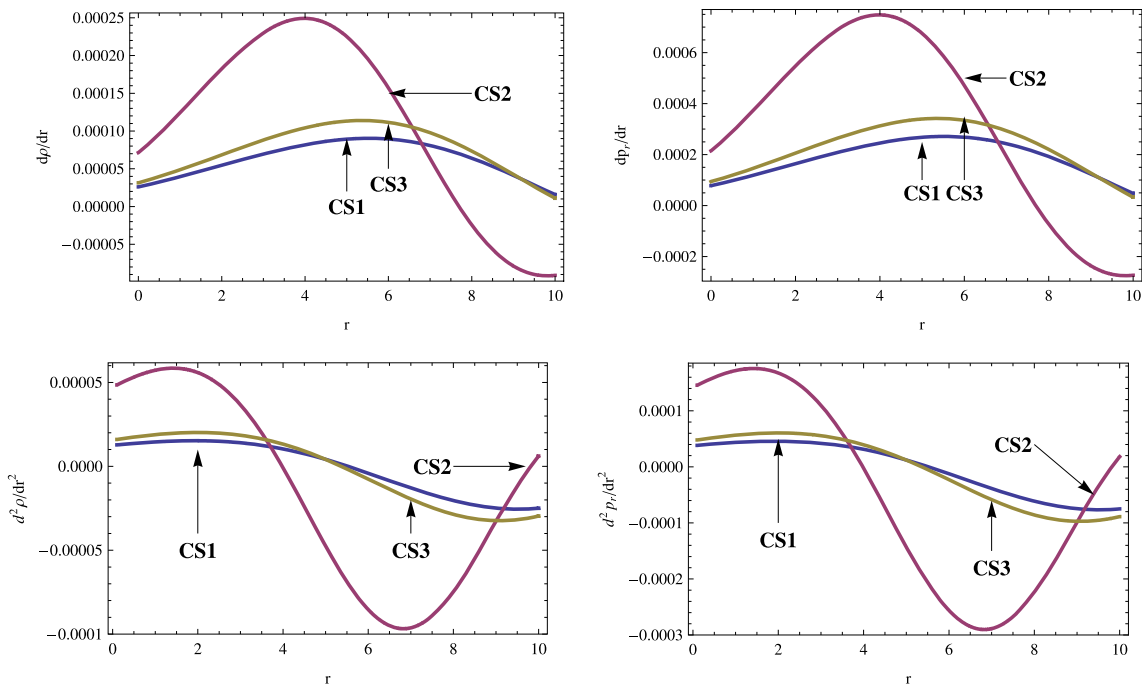 0.00025
0.00020
0.00015
0.00010
0.00005
0.00000
−0.00005
dρ/dr
CS2
CS3
CS1
0 2 4 6 8 10
r
0.0006
0.0004
0.0002
0.0000
−0.0002
dp_r/dr
CS2
CS1 CS3
0 2 4 6 8 10
r
0.00005
0.0000
−0.00005
−0.0001
d²ρ/dr²
CS2
CS1
CS3
0 2 4 6 8 10
r
0.0001
0.0000
−0.0001
−0.0002
−0.0003
d²p_r/dr²
CS2
CS1
CS3
0 2 4 6 8 10
r